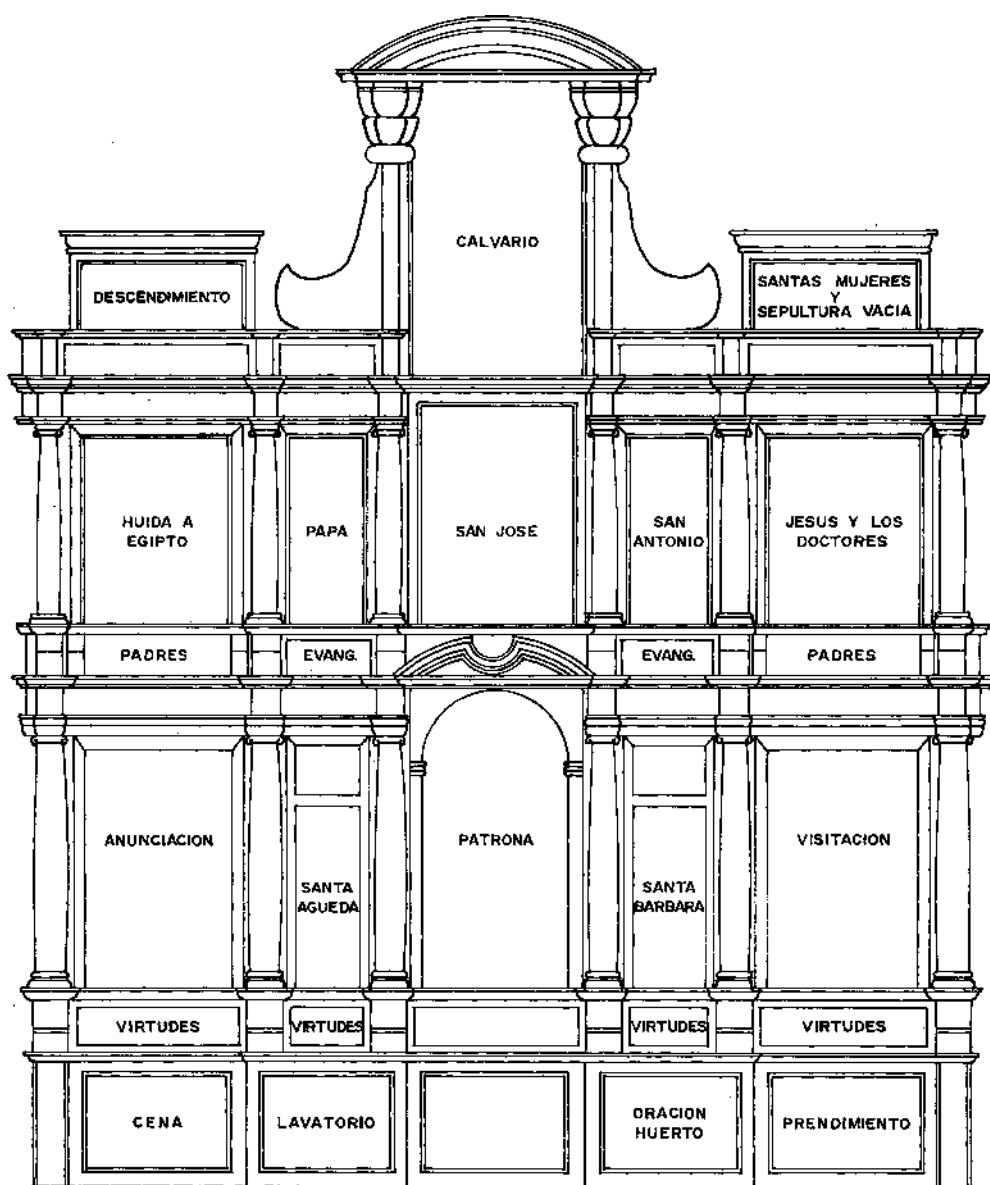 CALVARIO
DESCENDIMIENTO
SANTAS MUJERES
Y
SEPULTURA VACIA
HUIDA A
EGIPTO
PAPA
SAN JOSE
SAN
ANTONIO
JESUS Y LOS
DOCTORES
PADRES
EVANG.
EVANG.
PADRES
ANUNCIACION
SANTA
AGUEDA
PATRONA
SANTA
BARBARA
VISITACION
VIRTUDES
VIRTUDES
VIRTUDES
VIRTUDES
CENA
LAVATORIO
ORACION
HUERTO
PRENDIMIENTO